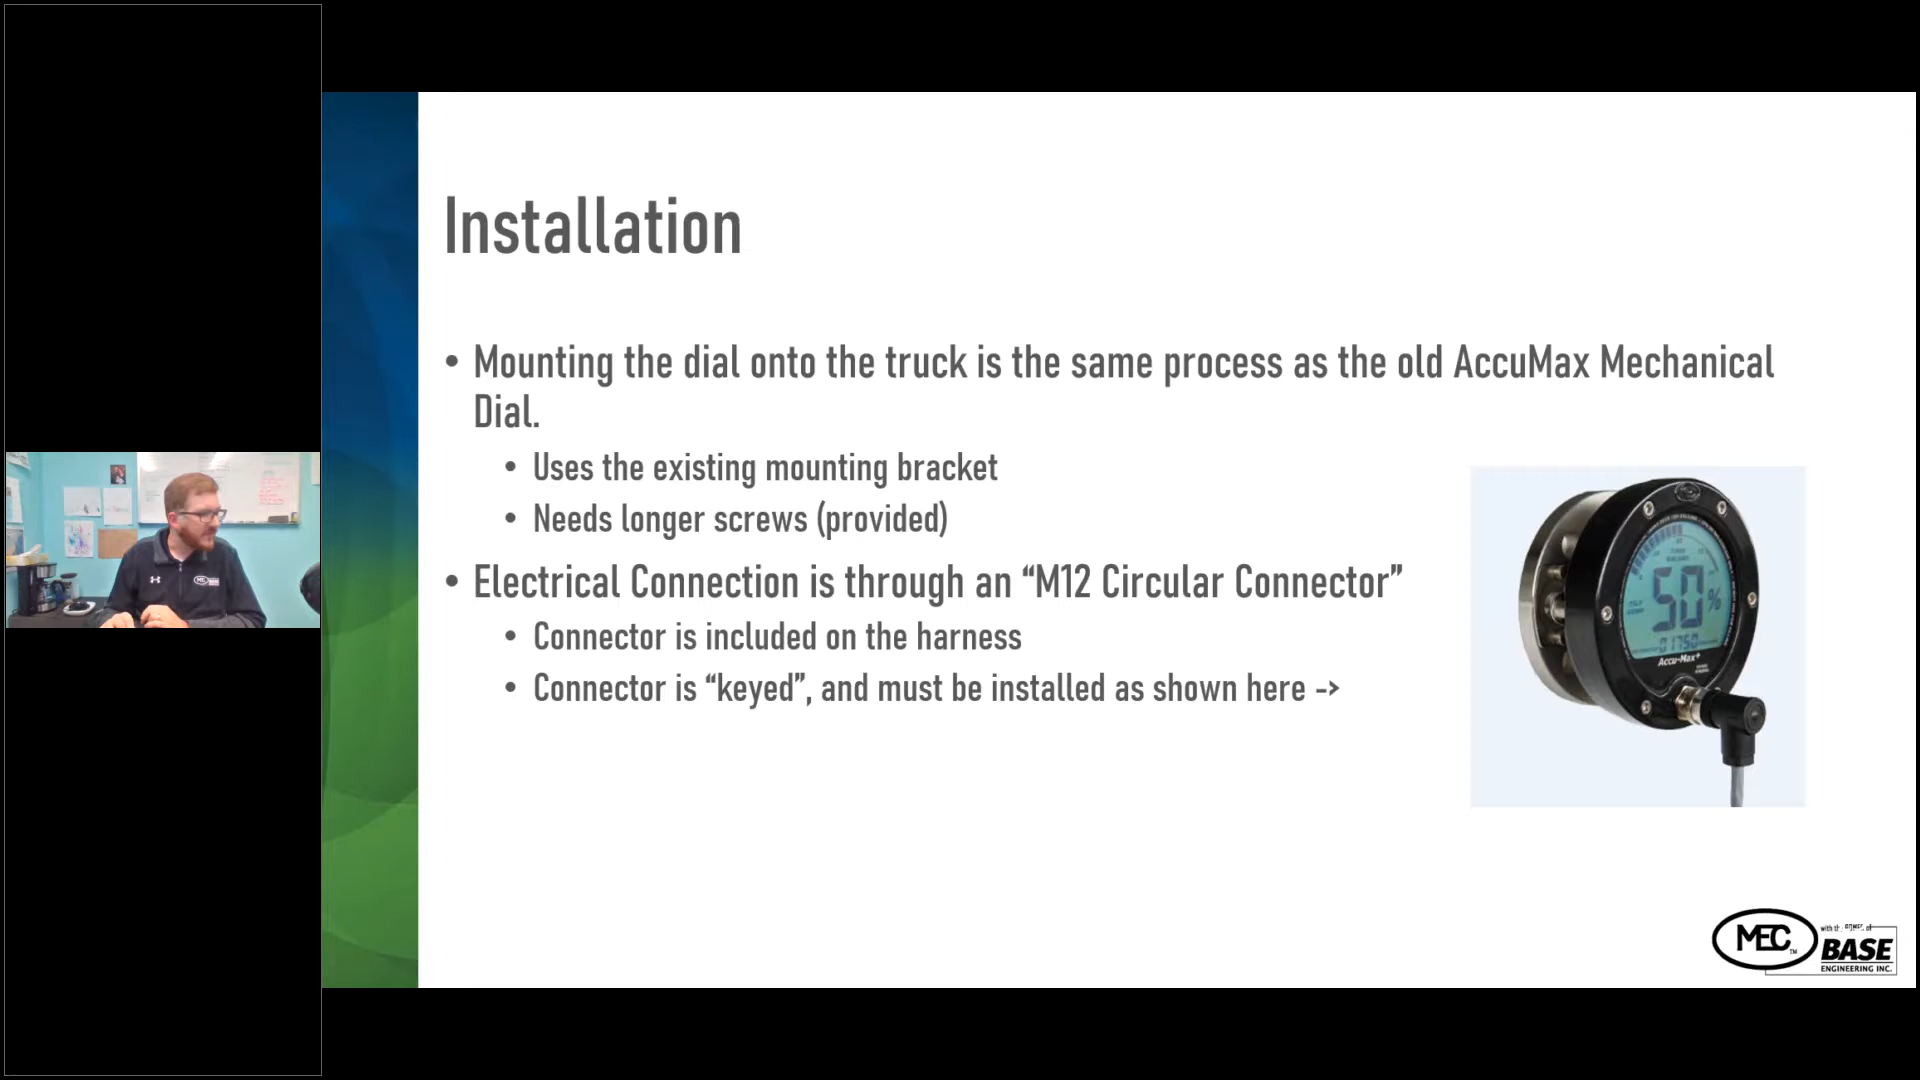 Installation
• Mounting the dial onto the truck is the same process as the old AccuMax Mechanical
Dial.
• Uses the existing mounting bracket
• Needs longer screws (provided)
• Electrical Connection is through an “M12 Circular Connector”
• Connector is included on the harness
• Connector is “keyed”, and must be installed as shown here ->
50%
01750
Accu-Max+
MEC TM
BASE
ENGINEERING INC.